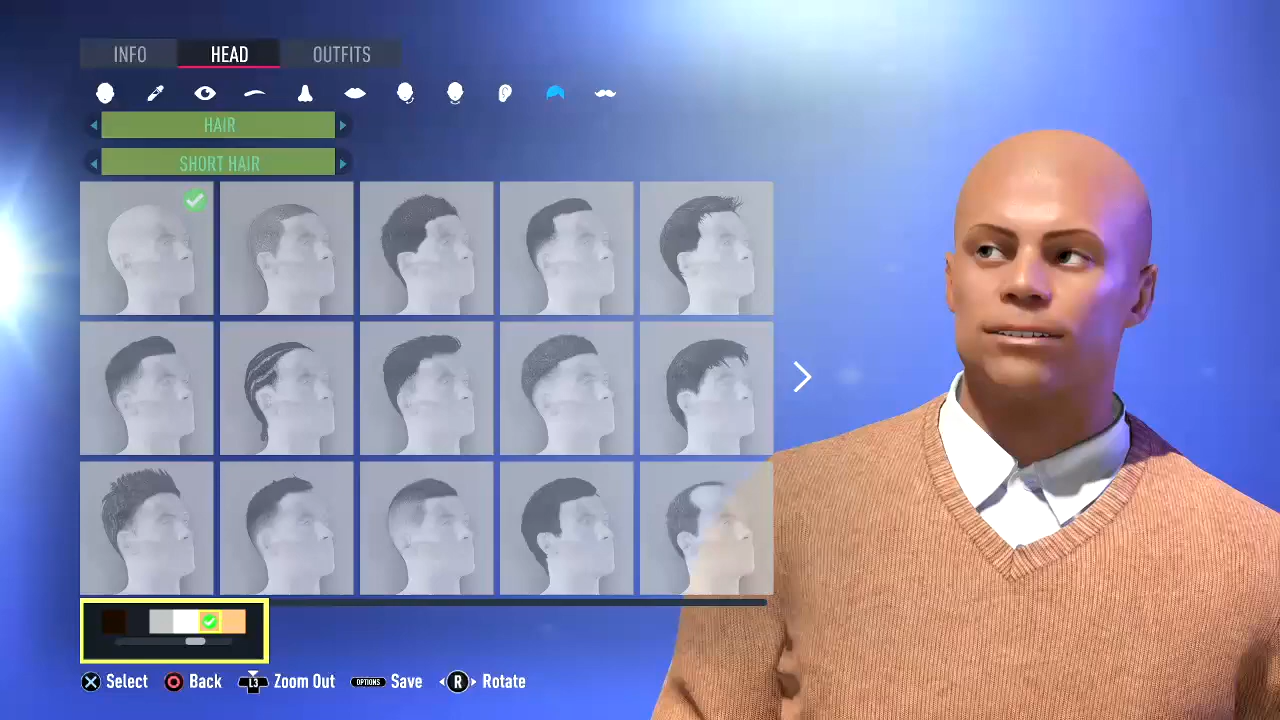 INFO HEAD OUTFITS
HAIR
SHORT HAIR
Select Back L3 Zoom Out OPTIONS Save R Rotate